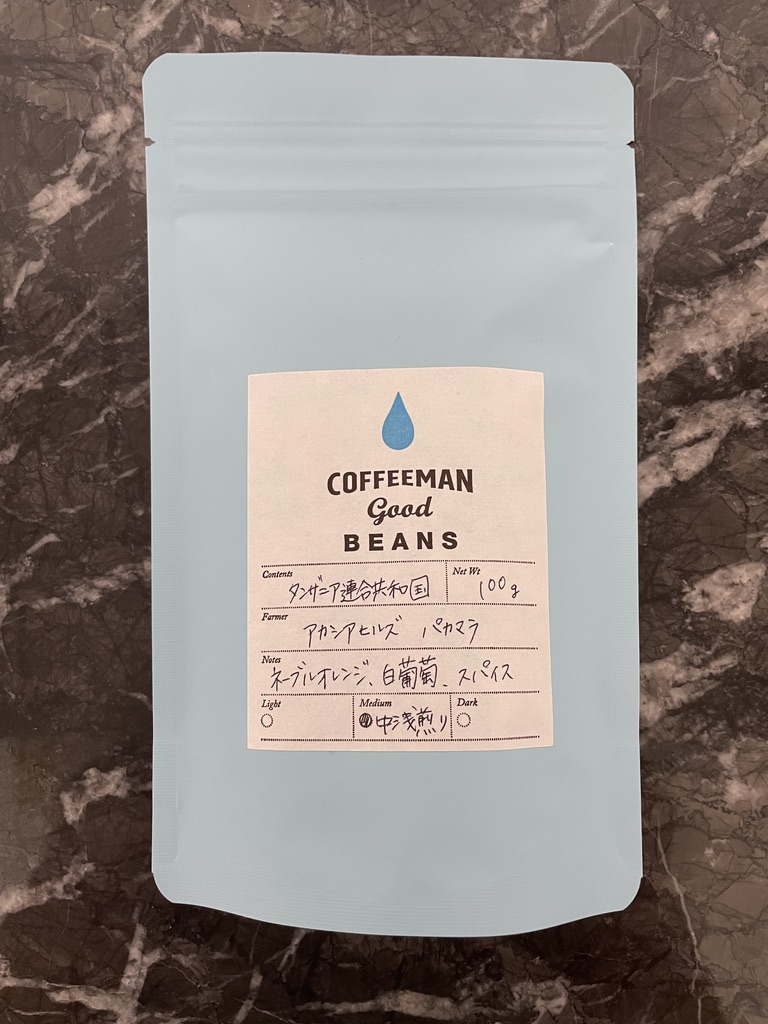 COFFEEMAN
Good
BEANS
Contents Net Wt
タンザニア連合共和国 100g
Farmer
アカシアヒルズ パカマラ
Notes
ネーブルオレンジ、白葡萄、スパイス
Light Medium Dark
中浅煎り